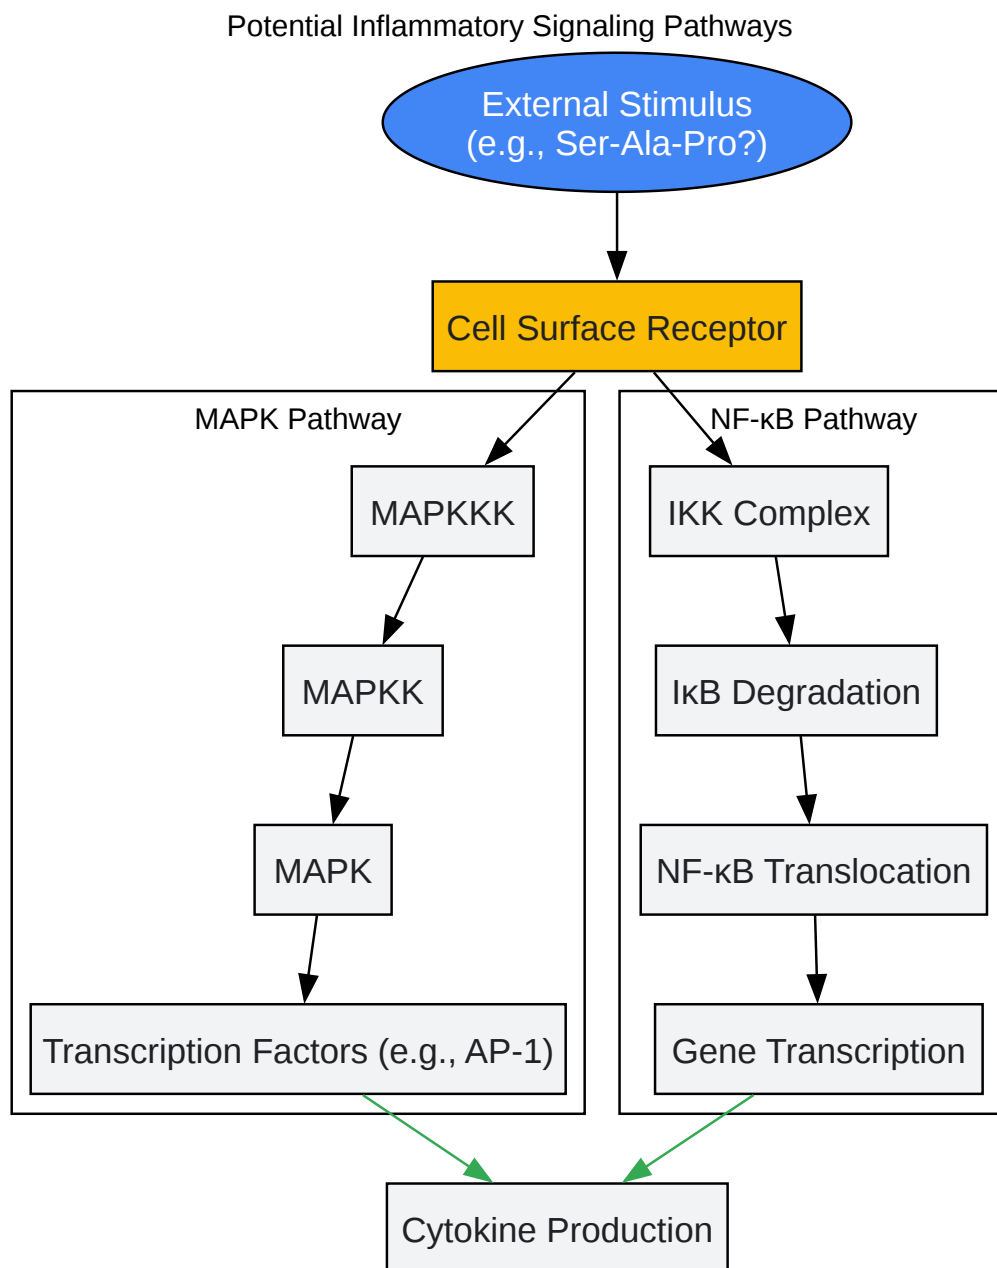 Potential Inflammatory Signaling Pathways
External Stimulus
(e.g., Ser-Ala-Pro?)
Cell Surface Receptor
MAPK Pathway
MAPKKK
MAPKK
MAPK
Transcription Factors (e.g., AP-1)
NF-κB Pathway
IKK Complex
IκB Degradation
NF-κB Translocation
Gene Transcription
Cytokine Production